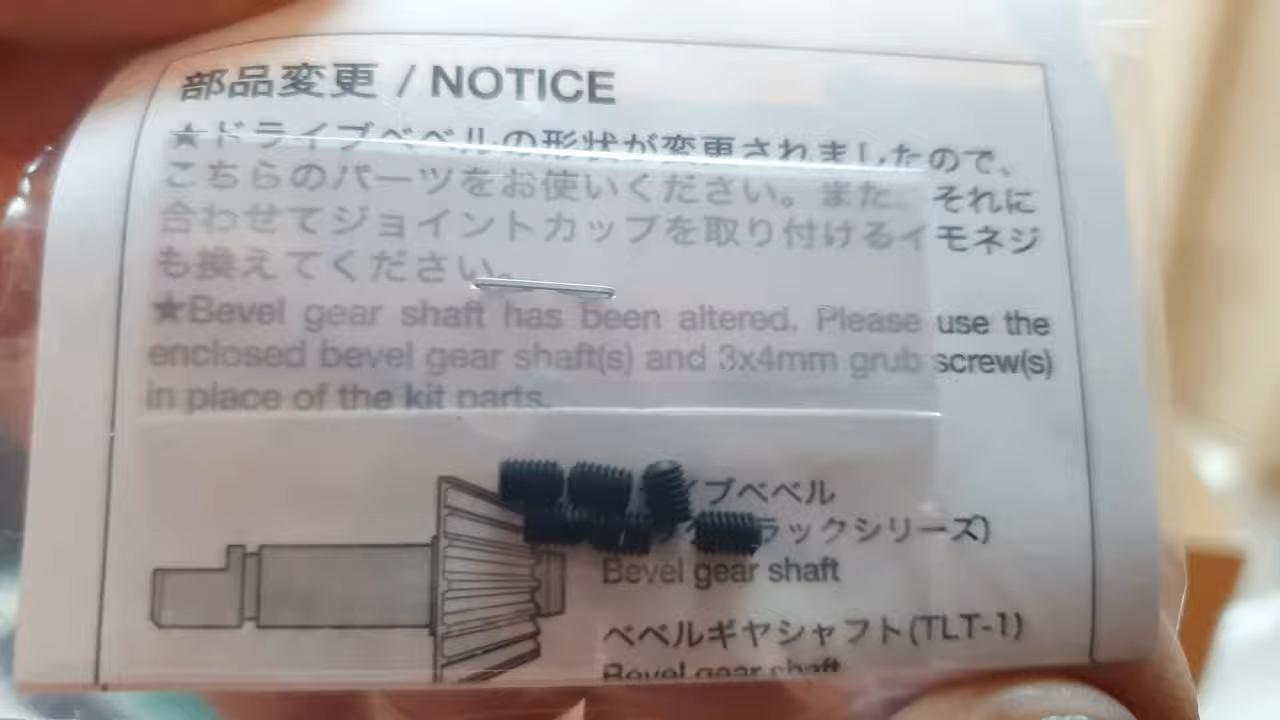 部品変更 / NOTICE
★ドライブベベルの形状が変更されましたので、
こちらのパーツをお使いください。また、それに
合わせてジョイントカップを取り付けるイモネジ
も換えてください。
★Bevel gear shaft has been altered. Please use the
enclosed bevel gear shaft(s) and 3x4mm grub screw(s)
in place of the kit parts.
イブベベル
ラックシリーズ)
Bevel gear shaft
ベベルギヤシャフト(TLT-1)
Bevel gear shaft